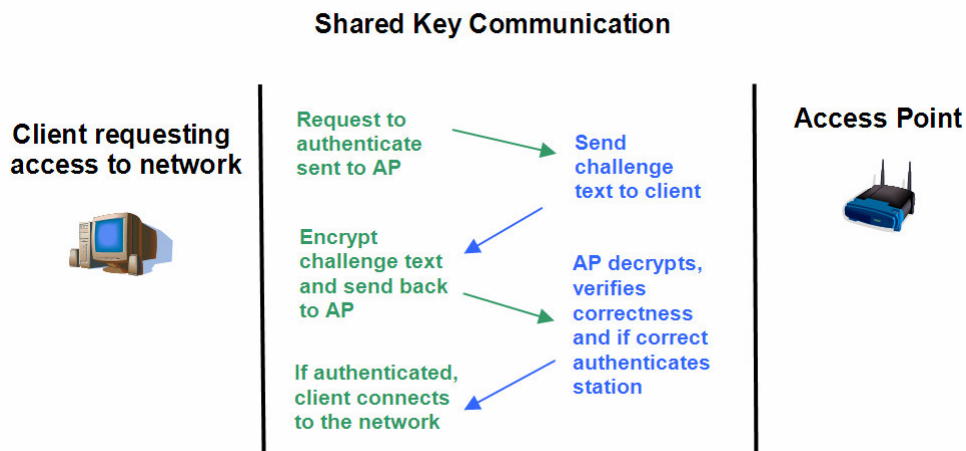 Shared Key Communication
Client requesting
access to network
Request to
authenticate
sent to AP
Send
challenge
text to client
Encrypt
challenge text
and send back
to AP
AP decrypts,
verifies
correctness
and if correct
authenticates
station
If authenticated,
client connects
to the network
Access Point